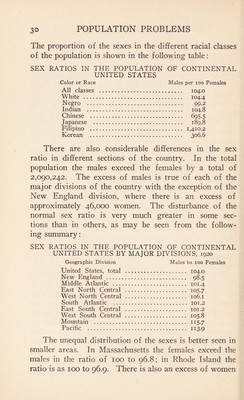 30 POPULATION PROBLEMS
The proportion of the sexes in the different racial classes
of the population is shown in the following table:
SEX RATIOS IN THE POPULATION OF CONTINENTAL
UNITED STATES
Color or Race Males per 100 Females
All classes ........................ 104.0
White ........................ 104.4
Negro ........................ 99.2
Indian ........................ 104.8
Chinese ........................ 695.5
Japanese ........................ 189.8
Filipino ........................ 1,410.2
Korean ........................ 306.6
There are also considerable differences in the sex
ratio in different sections of the country. In the total
population the males exceed the females by a total of
2,090,242. The excess of males is true of each of the
major divisions of the country with the exception of the
New England division, where there is an excess of
approximately 46,000 women. The disturbance of the
normal sex ratio is very much greater in some sec-
tions than in others, as may be seen from the follow-
ing summary:
SEX RATIOS IN THE POPULATION OF CONTINENTAL
UNITED STATES BY MAJOR DIVISIONS, 1920
Geographic Division Males to 100 Females
United States, total ................ 104.0
New England ................ 98.5
Middle Atlantic ................ 101.4
East North Central ................ 105.7
West North Central ................ 106.1
South Atlantic ................ 101.2
East South Central ................ 101.2
West South Central ................ 105.8
Mountain ................ 115.7
Pacific ................ 113.9
The unequal distribution of the sexes is better seen in
smaller areas. In Massachusetts the females exceed the
males in the ratio of 100 to 96.8; in Rhode Island the
ratio is as 100 to 96.9. There is also an excess of women